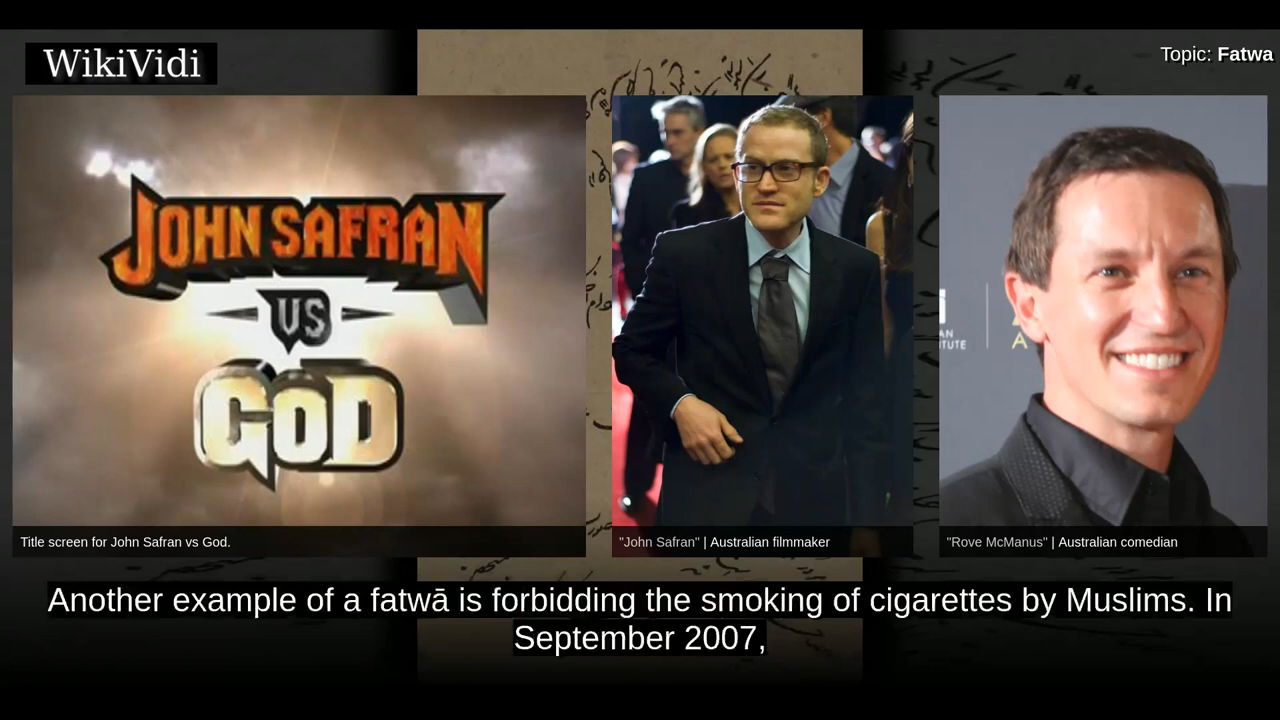 WikiVidi
Topic: Fatwa
JOHN SAFRAN
VS
GOD
Title screen for John Safran vs God.
"John Safran" | Australian filmmaker
"Rove McManus" | Australian comedian
Another example of a fatwā is forbidding the smoking of cigarettes by Muslims. In
September 2007,